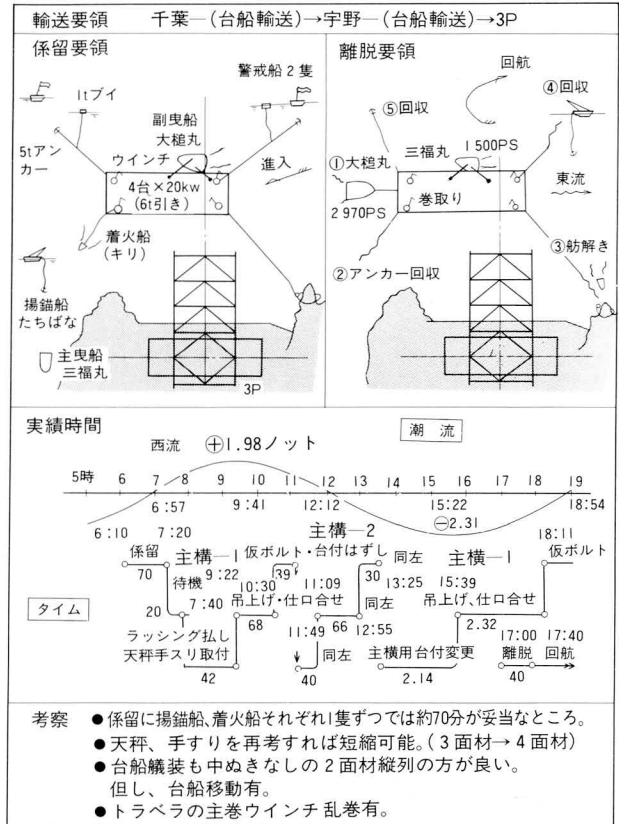 輸送要領　千葉―(台船輸送)→宇野―(台船輸送)→3P
係留要領
警戒船2隻
1tブイ
副曳船
大槌丸
5tアン
カー
ウインチ
進入
4台×20kw
(6t引き)
着火船
(キリ)
揚錨船
たちばな
主曳船
三福丸
3P
離脱要領
回航
④回収
⑤回収
①大槌丸
三福丸
1500PS
東流
2970PS
巻取り
③舫解き
②アンカー回収
実績時間
潮流
西流
⊕1.98ノット
5時 6 7 8 9 10 11 12 13 14 15 16 17 18 19
6:57 9:41 12:12 15:22 18:54
⊖2.31
6:10 7:20
主構―2
18:11
係留
主構―1
仮ボルト・台付はずし
同左
主構―1
仮ボルト
70
待機
9:22
10:30
39
11:09
30
13:25
15:39
タイム
20
7:40
吊上げ・仕口合せ
同左
吊上げ、仕口合せ
68
66
2.32
ラッシング払し
11:49
12:55
17:00 17:40
天秤手スリ取付
同左
主横用台付変更
離脱 回航
42
40
2.14
40
考察 ●係留に揚錨船、着火船それぞれ1隻ずつでは約70分が妥当なところ。
●天秤、手すりを再考すれば短縮可能。(3面材→4面材)
●台船艤装も中ぬきなしの2面材縦列の方が良い。
但し、台船移動有。
●トラベラの主巻ウインチ乱巻有。